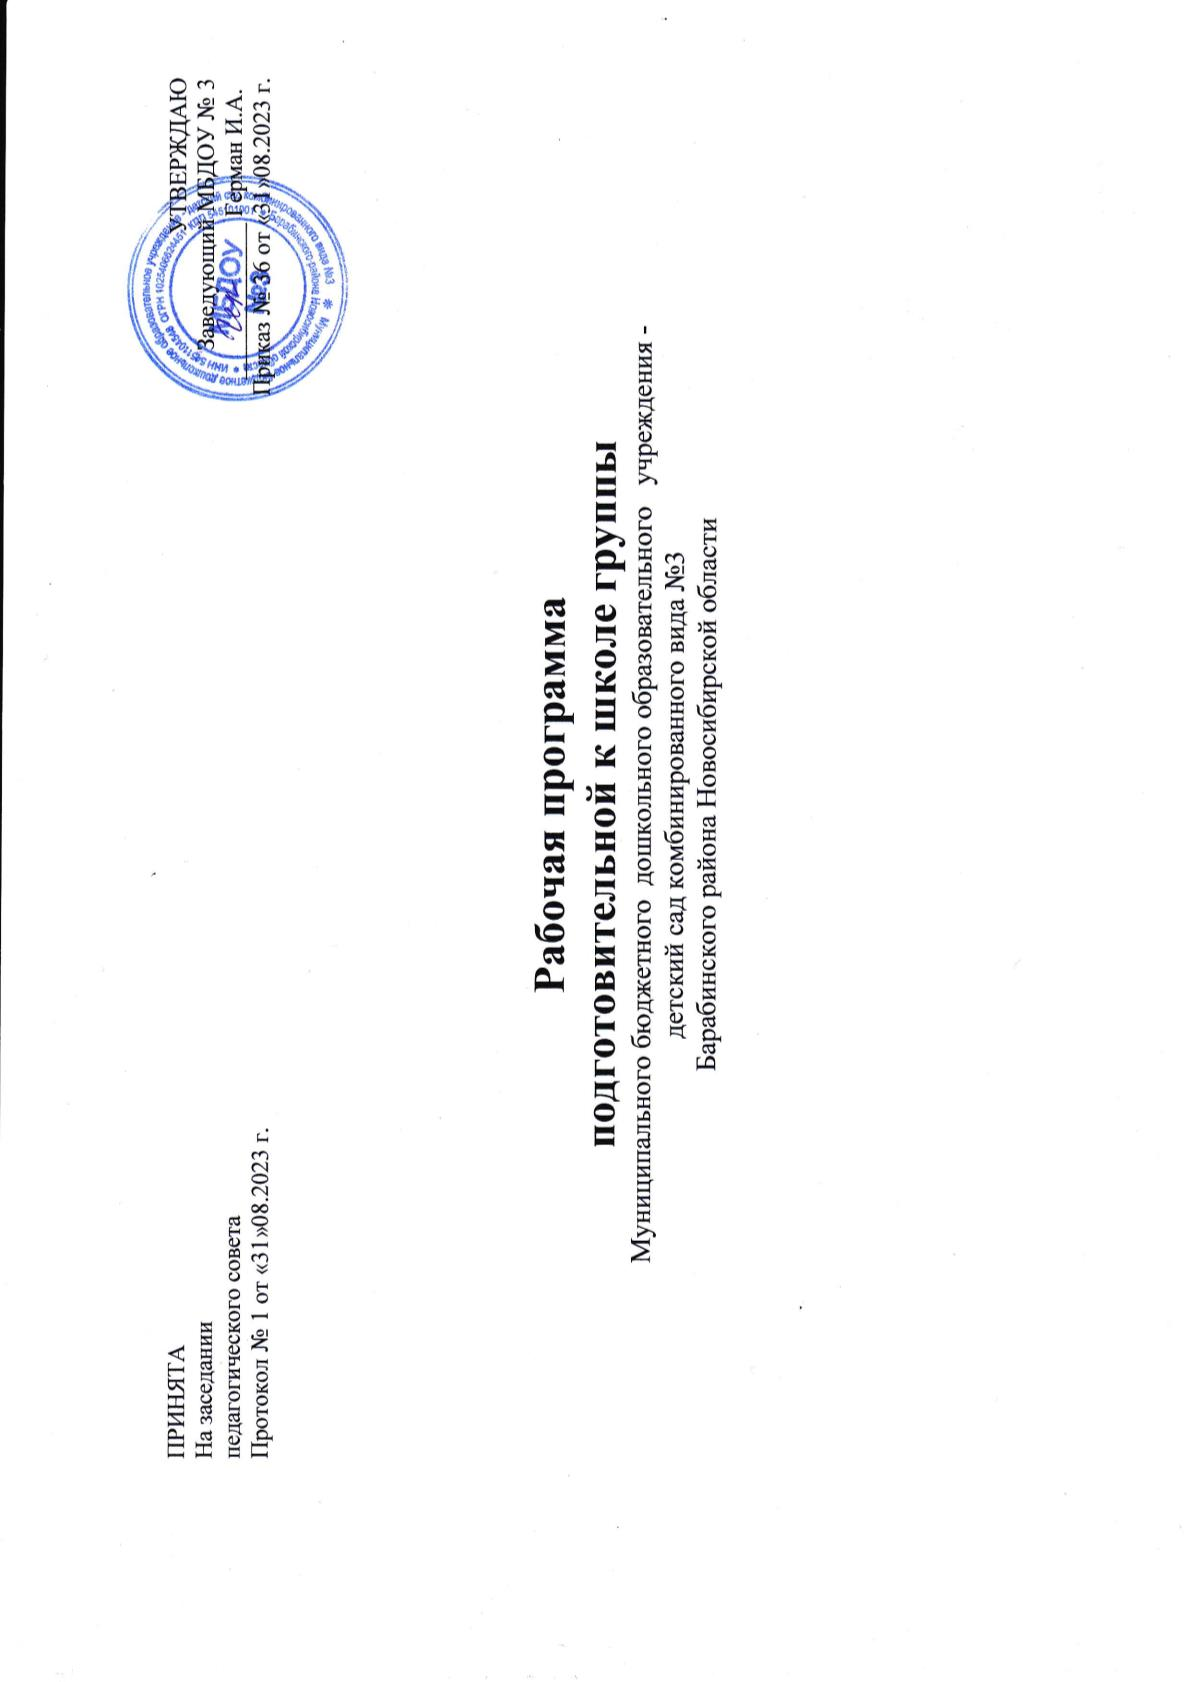 ПРИНЯТА
На заседании
педагогического совета
Протокол № 1 от «31»08.2023 г.
УТВЕРЖДАЮ
Заведующий МБДОУ № 3
Герман И.А.
Приказ № 36 от «31»08.2023 г.
МБДОУ
№3
Рабочая программа
подготовительной к школе группы
Муниципального бюджетного дошкольного образовательного учреждения -
детский сад комбинированного вида №3
Барабинского района Новосибирской области